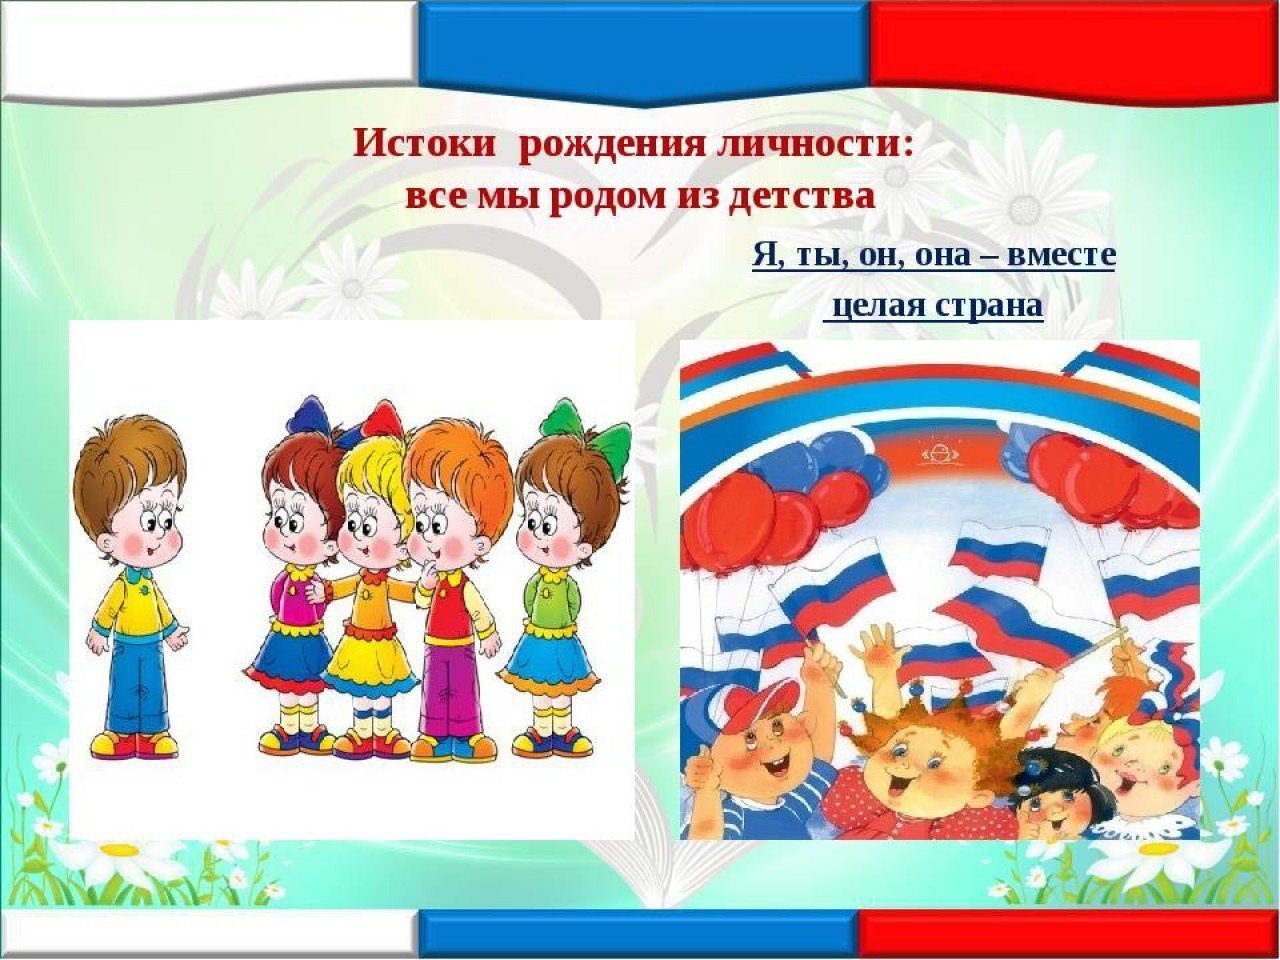 Истоки рождения личности:
все мы родом из детства
Я, ты, он, она – вместе
целая страна